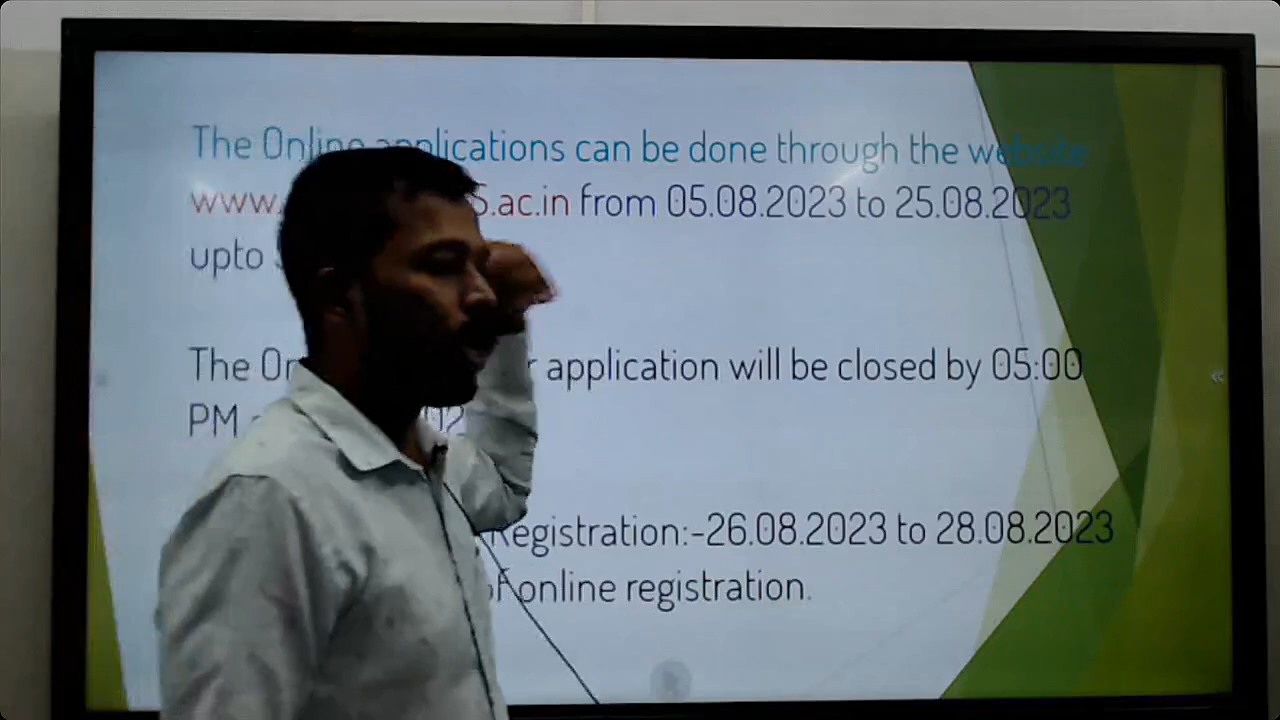 The Online applications can be done through the website
www. S.ac.in from 05.08.2023 to 25.08.2023
upto
The application will be closed by 05:00
PM
Registration:-26.08.2023 to 28.08.2023
of online registration.